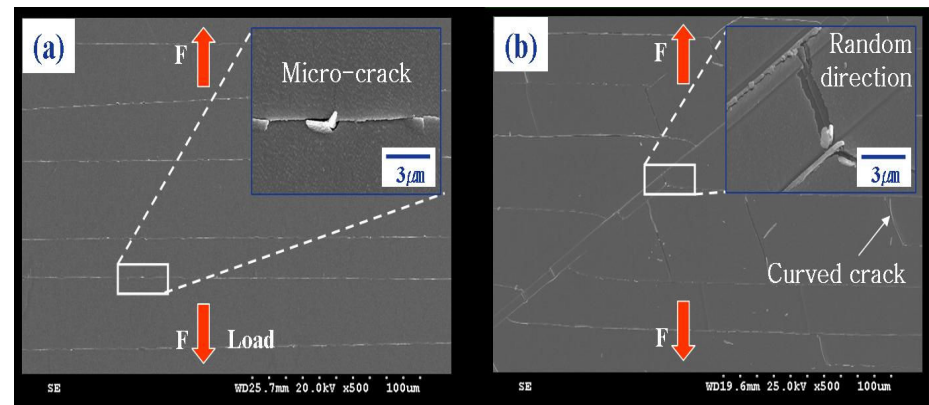 (a)
F
Micro-crack
3μm
F
Load
SE
WD25.7mm 20.0kV x500 100um
(b)
F
Random
direction
3μm
Curved crack
F
SE
WD19.6mm 25.0kV x500 100um